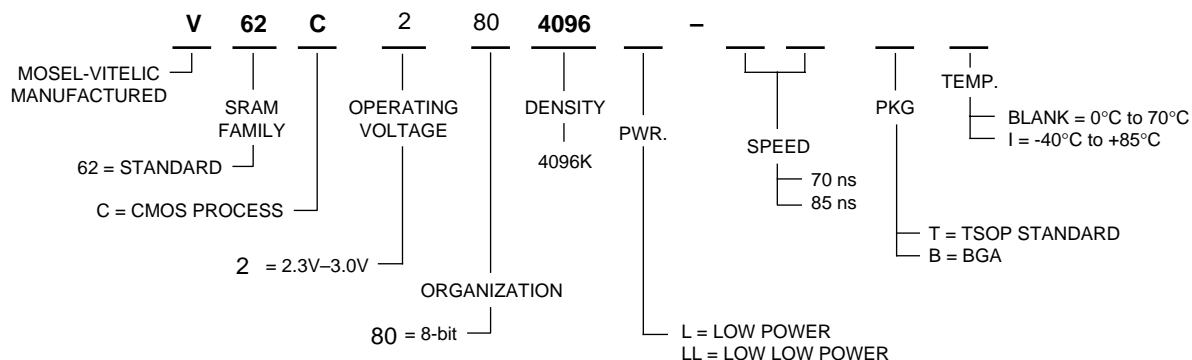 V 62 C 2 80 4096 –
MOSEL-VITELIC
MANUFACTURED
SRAM
FAMILY
62 = STANDARD
C = CMOS PROCESS
OPERATING
VOLTAGE
2 = 2.3V–3.0V
ORGANIZATION
80 = 8-bit
DENSITY
4096K
PWR.
L = LOW POWER
LL = LOW LOW POWER
SPEED
70 ns
85 ns
PKG
T = TSOP STANDARD
B = BGA
TEMP.
BLANK = 0°C to 70°C
I = -40°C to +85°C